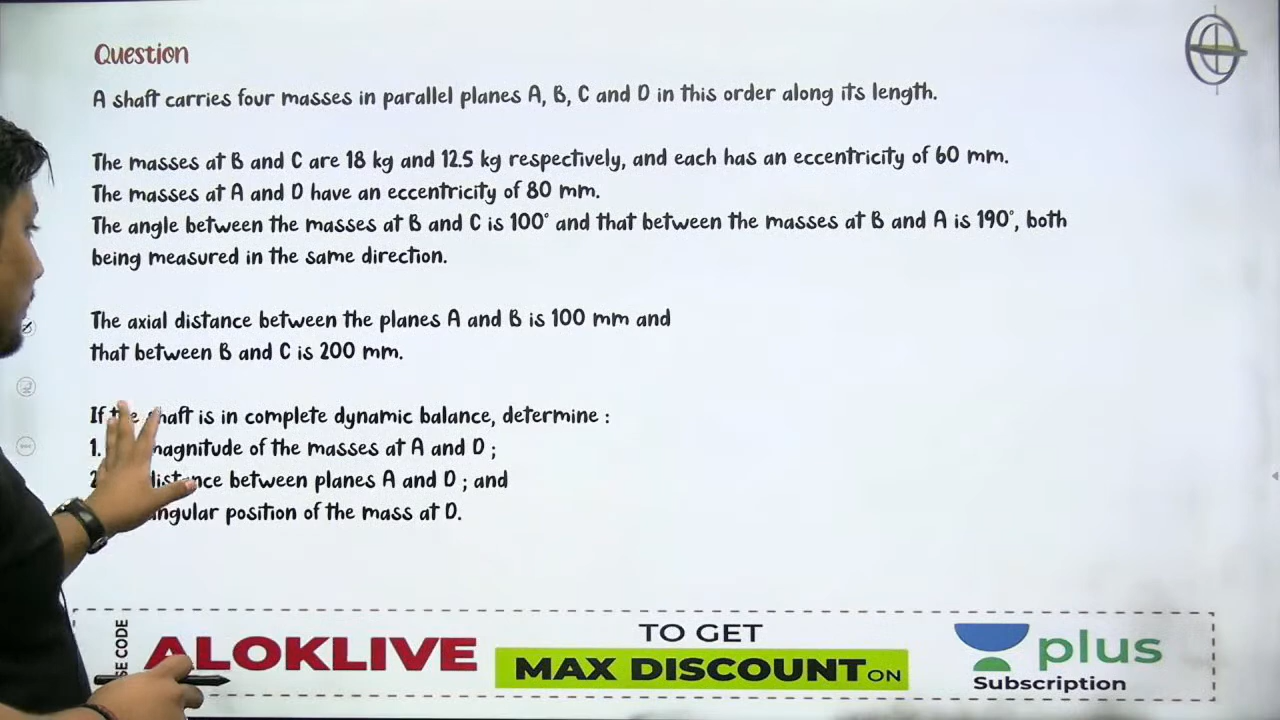 Question
A shaft carries four masses in parallel planes A, B, C and D in this order along its length.
The masses at B and C are 18 kg and 12.5 kg respectively, and each has an eccentricity of 60 mm.
The masses at A and D have an eccentricity of 80 mm.
The angle between the masses at B and C is 100° and that between the masses at B and A is 190°, both
being measured in the same direction.
The axial distance between the planes A and B is 100 mm and
that between B and C is 200 mm.
If the shaft is in complete dynamic balance, determine :
1. magnitude of the masses at A and D ;
2 distance between planes A and D ; and
angular position of the mass at D.
CODE
ALOKLIVE
TO GET
MAX DISCOUNT ON
plus
Subscription